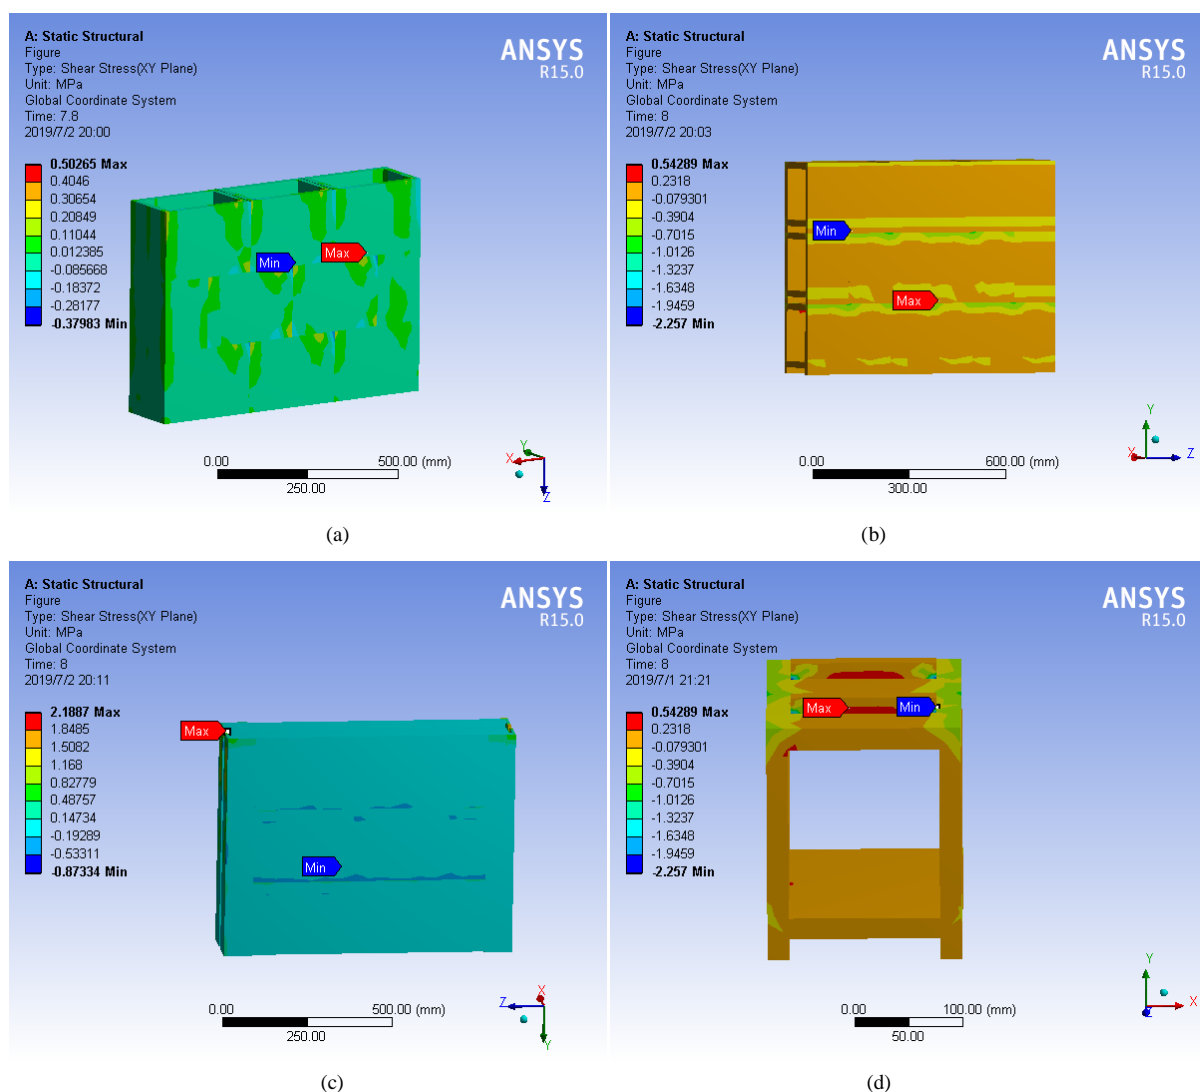 A: Static Structural
Figure
Type: Shear Stress(XY Plane)
Unit: MPa
Global Coordinate System
Time: 7.8
2019/7/2 20:00
ANSYS
R15.0
0.50265 Max
0.4046
0.30654
0.20849
0.11044
0.012385
-0.085668
-0.18372
-0.28177
-0.37983 Min
Min
Max
0.00
500.00 (mm)
250.00
X
Y
Z
(a)
A: Static Structural
Figure
Type: Shear Stress(XY Plane)
Unit: MPa
Global Coordinate System
Time: 8
2019/7/2 20:03
ANSYS
R15.0
0.54289 Max
0.2318
-0.079301
-0.3904
-0.7015
-1.0126
-1.3237
-1.6348
-1.9459
-2.257 Min
Min
Max
0.00
600.00 (mm)
300.00
Y
X
Z
(b)
A: Static Structural
Figure
Type: Shear Stress(XY Plane)
Unit: MPa
Global Coordinate System
Time: 8
2019/7/2 20:11
ANSYS
R15.0
2.1887 Max
1.8485
1.5082
1.168
0.82779
0.48757
0.14734
-0.19289
-0.53311
-0.87334 Min
Max
Min
0.00
500.00 (mm)
250.00
X
Z
Y
(c)
A: Static Structural
Figure
Type: Shear Stress(XY Plane)
Unit: MPa
Global Coordinate System
Time: 8
2019/7/1 21:21
ANSYS
R15.0
0.54289 Max
0.2318
-0.079301
-0.3904
-0.7015
-1.0126
-1.3237
-1.6348
-1.9459
-2.257 Min
Max
Min
0.00
100.00 (mm)
50.00
Y
X
Z
(d)